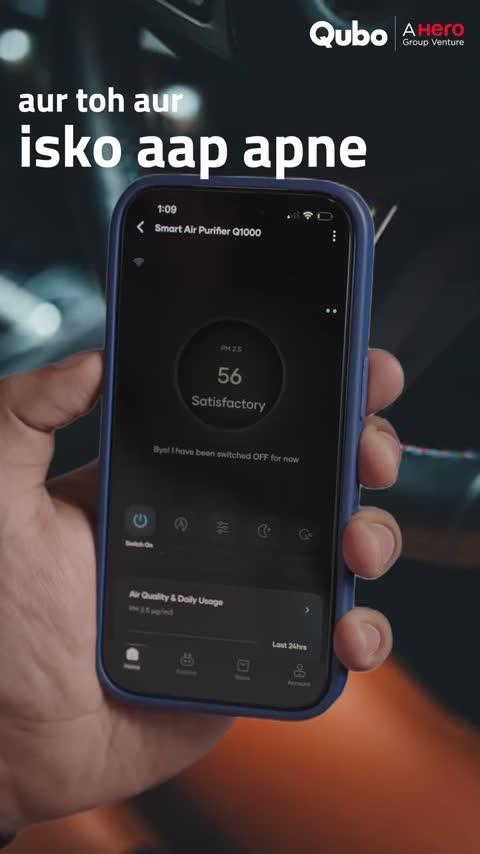 Qubo
A Hero
Group Venture
aur toh aur
isko aap apne
1:09
Smart Air Purifier Q1000
PM 2.5
56
Satisfactory
Bye! I have been switched OFF for now
Switch On
Air Quality & Daily Usage
PM 2.5 µg/m3
Last 24hrs
Home
Account